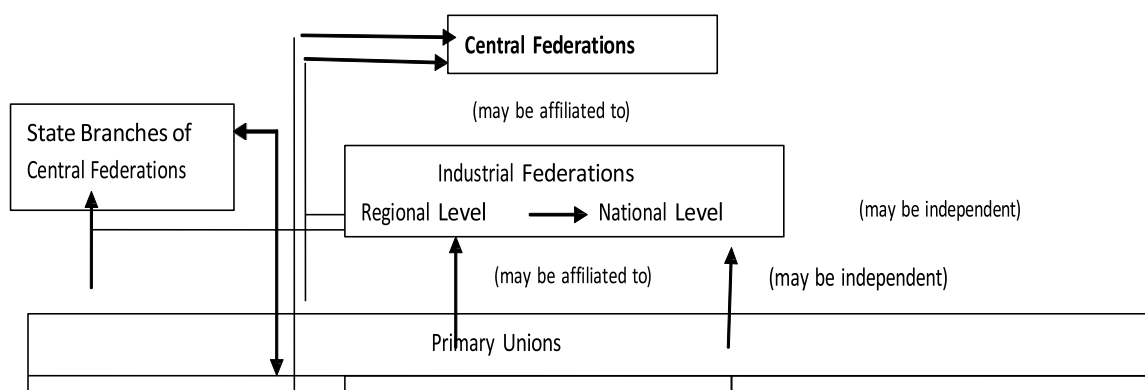 Central Federations
(may be affiliated to)
State Branches of
Central Federations
Industrial Federations
Regional Level National Level
(may be independent)
(may be affiliated to)
(may be independent)
Primary Unions